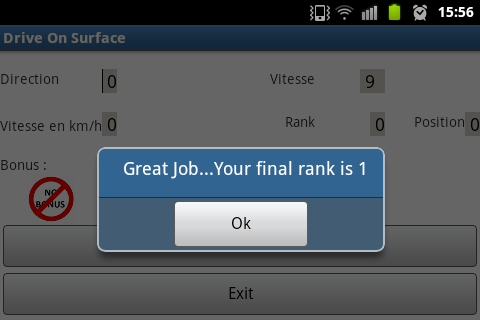 15:56
Drive On Surface
Direction 0 Vitesse 9
Vitesse en km/h 0 Rank 0 Position 0
Bonus :
NO
BONUS
Great Job...Your final rank is 1
Ok
Exit